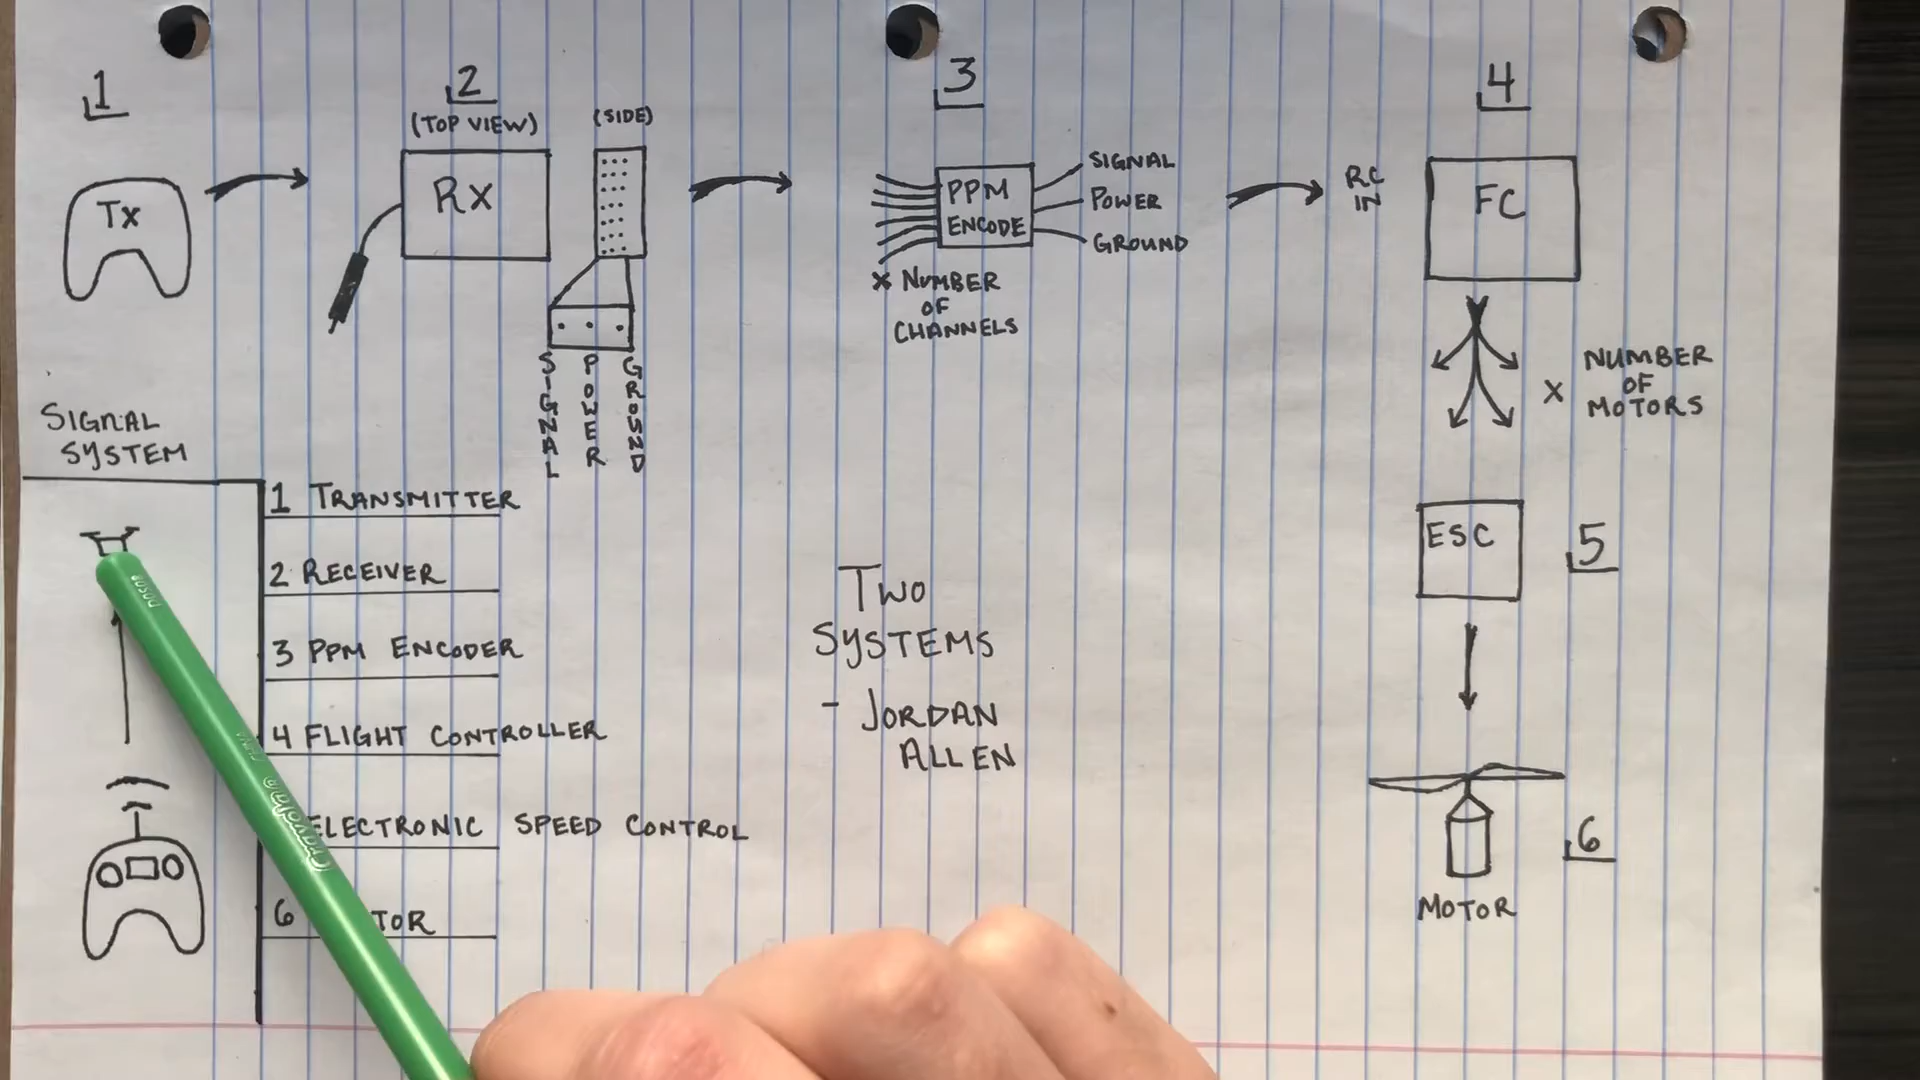 1
Tx
2
(TOP VIEW)
(SIDE)
RX
SIGNAL
POWER
GROUND
3
PPM
ENCODE
SIGNAL
POWER
GROUND
X NUMBER
OF
CHANNELS
4
RC
IN
FC
X NUMBER
OF
MOTORS
ESC
5
6
MOTOR
SIGNAL
SYSTEM
1 TRANSMITTER
2 RECEIVER
3 PPM ENCODER
4 FLIGHT CONTROLLER
ELECTRONIC SPEED CONTROL
6
TWO
SYSTEMS
- JORDAN
ALLEN